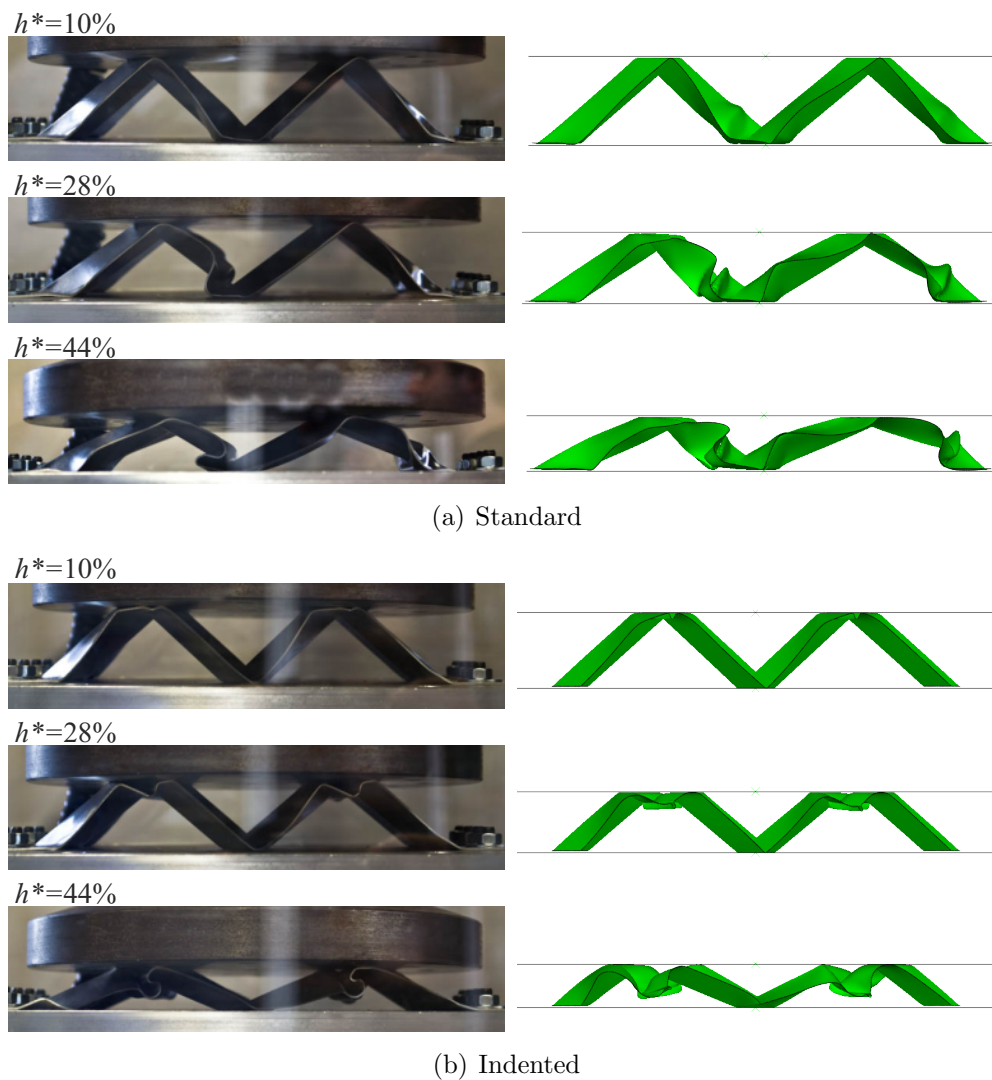 h*=10%
h*=28%
h*=44%
(a) Standard
h*=10%
h*=28%
h*=44%
(b) Indented